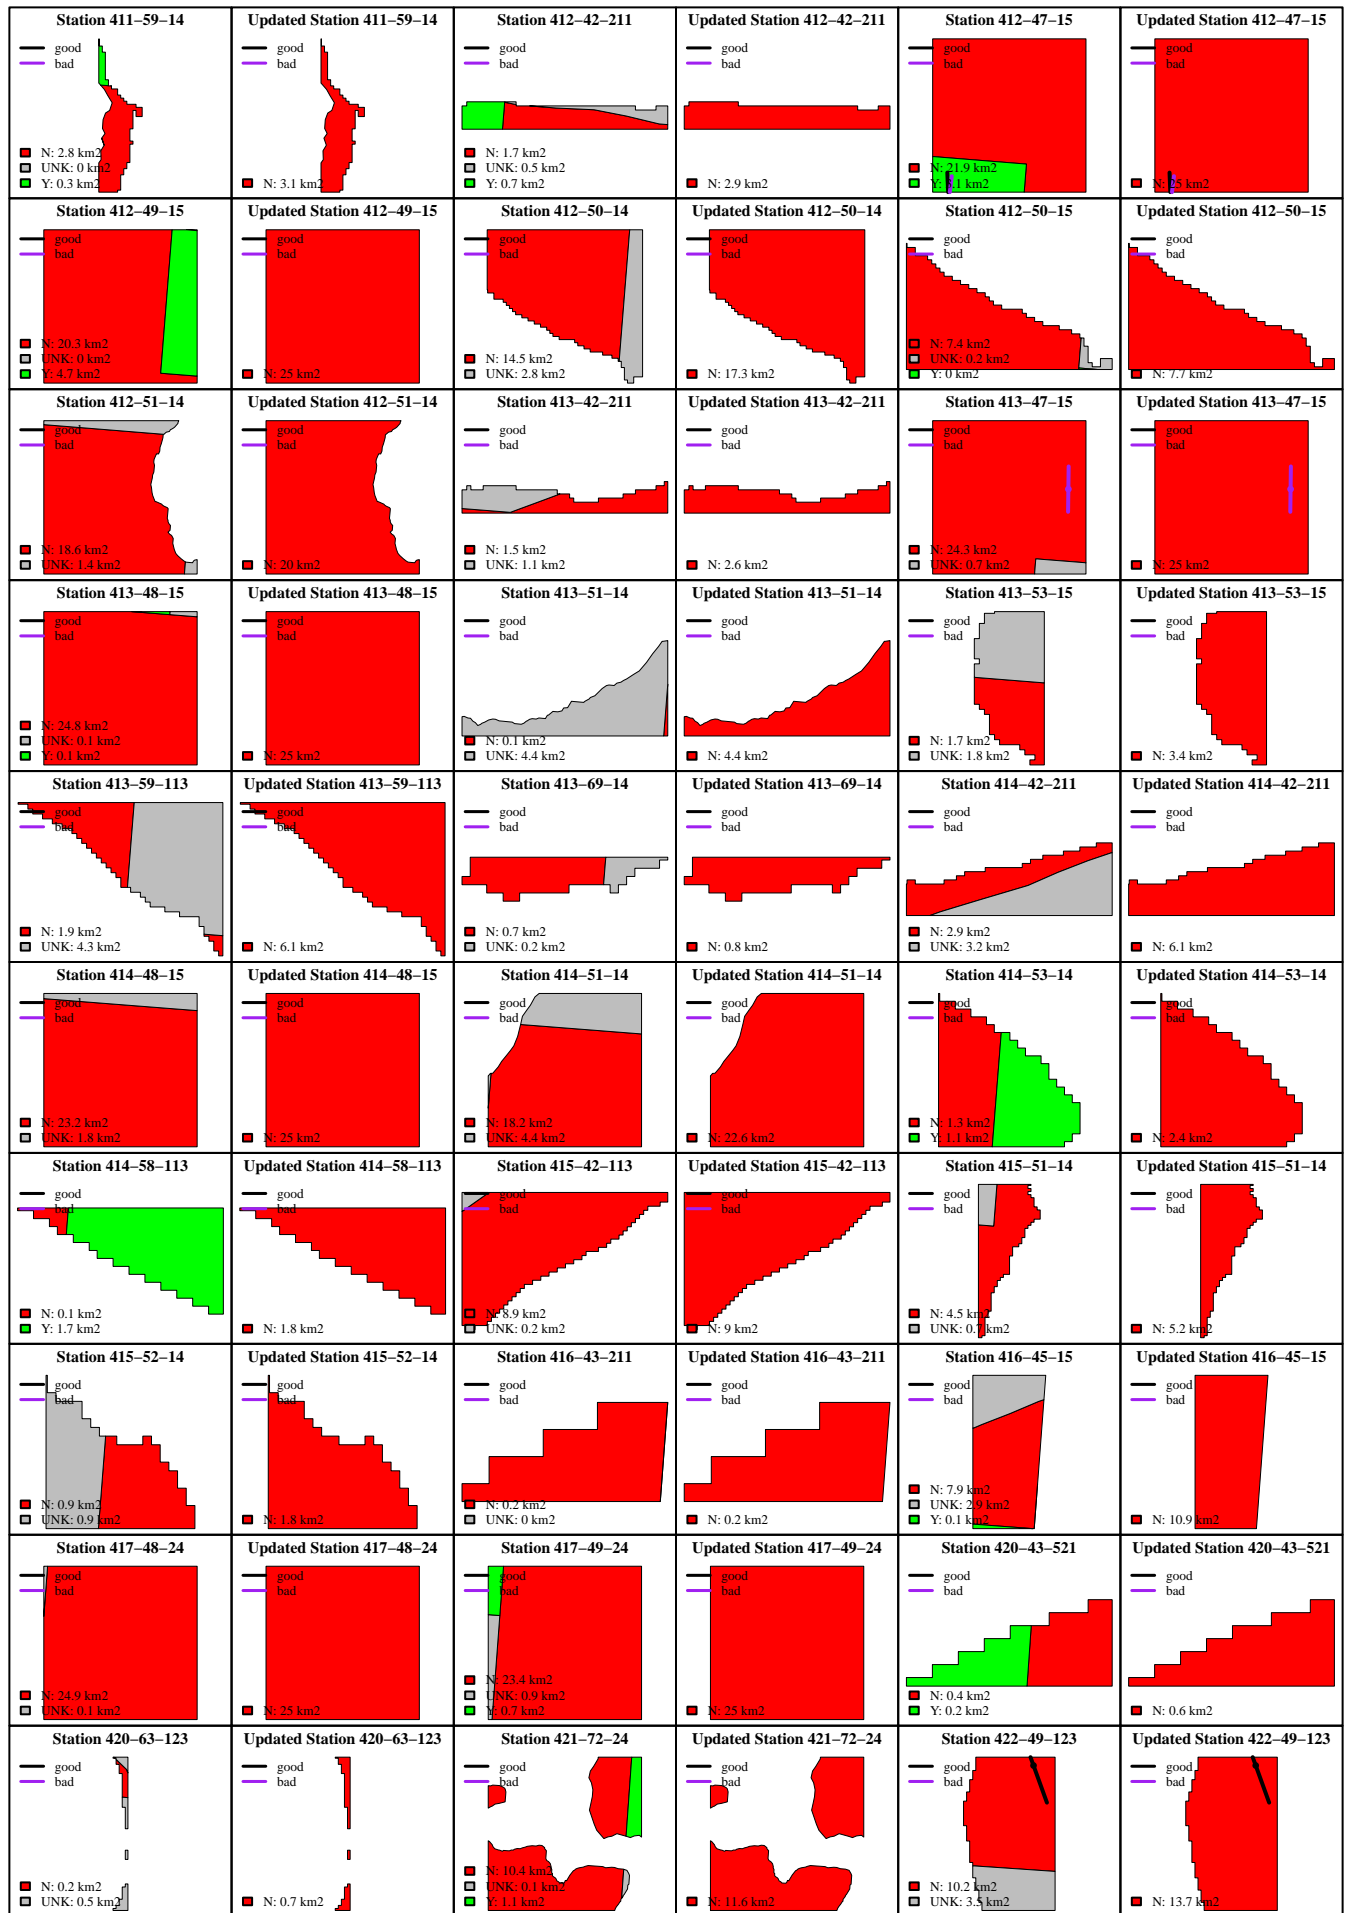 Station 411−59−14
good
bad
N: 2.8 km2
UNK: 0 km2
Y: 0.3 km2
Updated Station 411−59−14
good
bad
N: 3.1 km2
Station 412−42−211
good
bad
N: 1.7 km2
UNK: 0.5 km2
Y: 0.7 km2
Updated Station 412−42−211
good
bad
N: 2.9 km2
Station 412−47−15
good
bad
N: 21.9 km2
Y: 3.1 km2
Updated Station 412−47−15
good
bad
N: 25 km2
Station 412−49−15
good
bad
N: 20.3 km2
UNK: 0 km2
Y: 4.7 km2
Updated Station 412−49−15
good
bad
N: 25 km2
Station 412−50−14
good
bad
N: 14.5 km2
UNK: 2.8 km2
Updated Station 412−50−14
good
bad
N: 17.3 km2
Station 412−50−15
good
bad
N: 7.4 km2
UNK: 0.2 km2
Y: 0 km2
Updated Station 412−50−15
good
bad
N: 7.7 km2
Station 412−51−14
good
bad
N: 18.6 km2
UNK: 1.4 km2
Updated Station 412−51−14
good
bad
N: 20 km2
Station 413−42−211
good
bad
N: 1.5 km2
UNK: 1.1 km2
Updated Station 413−42−211
good
bad
N: 2.6 km2
Station 413−47−15
good
bad
N: 24.3 km2
UNK: 0.7 km2
Updated Station 413−47−15
good
bad
N: 25 km2
Station 413−48−15
good
bad
N: 24.8 km2
UNK: 0.1 km2
Y: 0.1 km2
Updated Station 413−48−15
good
bad
N: 25 km2
Station 413−51−14
good
bad
N: 0.1 km2
UNK: 4.4 km2
Updated Station 413−51−14
good
bad
N: 4.4 km2
Station 413−53−15
good
bad
N: 1.7 km2
UNK: 1.8 km2
Updated Station 413−53−15
good
bad
N: 3.4 km2
Station 413−59−113
good
bad
N: 1.9 km2
UNK: 4.3 km2
Updated Station 413−59−113
good
bad
N: 6.1 km2
Station 413−69−14
good
bad
N: 0.7 km2
UNK: 0.2 km2
Updated Station 413−69−14
good
bad
N: 0.8 km2
Station 414−42−211
good
bad
N: 2.9 km2
UNK: 3.2 km2
Updated Station 414−42−211
good
bad
N: 6.1 km2
Station 414−48−15
good
bad
N: 23.2 km2
UNK: 1.8 km2
Updated Station 414−48−15
good
bad
N: 25 km2
Station 414−51−14
good
bad
N: 18.2 km2
UNK: 4.4 km2
Updated Station 414−51−14
good
bad
N: 22.6 km2
Station 414−53−14
good
bad
N: 1.3 km2
Y: 1.1 km2
Updated Station 414−53−14
good
bad
N: 2.4 km2
Station 414−58−113
good
bad
N: 0.1 km2
Y: 1.7 km2
Updated Station 414−58−113
good
bad
N: 1.8 km2
Station 415−42−113
good
bad
N: 8.9 km2
UNK: 0.2 km2
Updated Station 415−42−113
good
bad
N: 9 km2
Station 415−51−14
good
bad
N: 4.5 km2
UNK: 0.7 km2
Updated Station 415−51−14
good
bad
N: 5.2 km2
Station 415−52−14
good
bad
N: 0.9 km2
UNK: 0.9 km2
Updated Station 415−52−14
good
bad
N: 1.8 km2
Station 416−43−211
good
bad
N: 0.2 km2
UNK: 0 km2
Updated Station 416−43−211
good
bad
N: 0.2 km2
Station 416−45−15
good
bad
N: 7.9 km2
UNK: 2.9 km2
Y: 0.1 km2
Updated Station 416−45−15
good
bad
N: 10.9 km2
Station 417−48−24
good
bad
N: 24.9 km2
UNK: 0.1 km2
Updated Station 417−48−24
good
bad
N: 25 km2
Station 417−49−24
good
bad
N: 23.4 km2
UNK: 0.9 km2
Y: 0.7 km2
Updated Station 417−49−24
good
bad
N: 25 km2
Station 420−43−521
good
bad
N: 0.4 km2
Y: 0.2 km2
Updated Station 420−43−521
good
bad
N: 0.6 km2
Station 420−63−123
good
bad
N: 0.2 km2
UNK: 0.5 km2
Updated Station 420−63−123
good
bad
N: 0.7 km2
Station 421−72−24
good
bad
N: 10.4 km2
UNK: 0.1 km2
Y: 1.1 km2
Updated Station 421−72−24
good
bad
N: 11.6 km2
Station 422−49−123
good
bad
N: 10.2 km2
UNK: 3.5 km2
Updated Station 422−49−123
good
bad
N: 13.7 km2